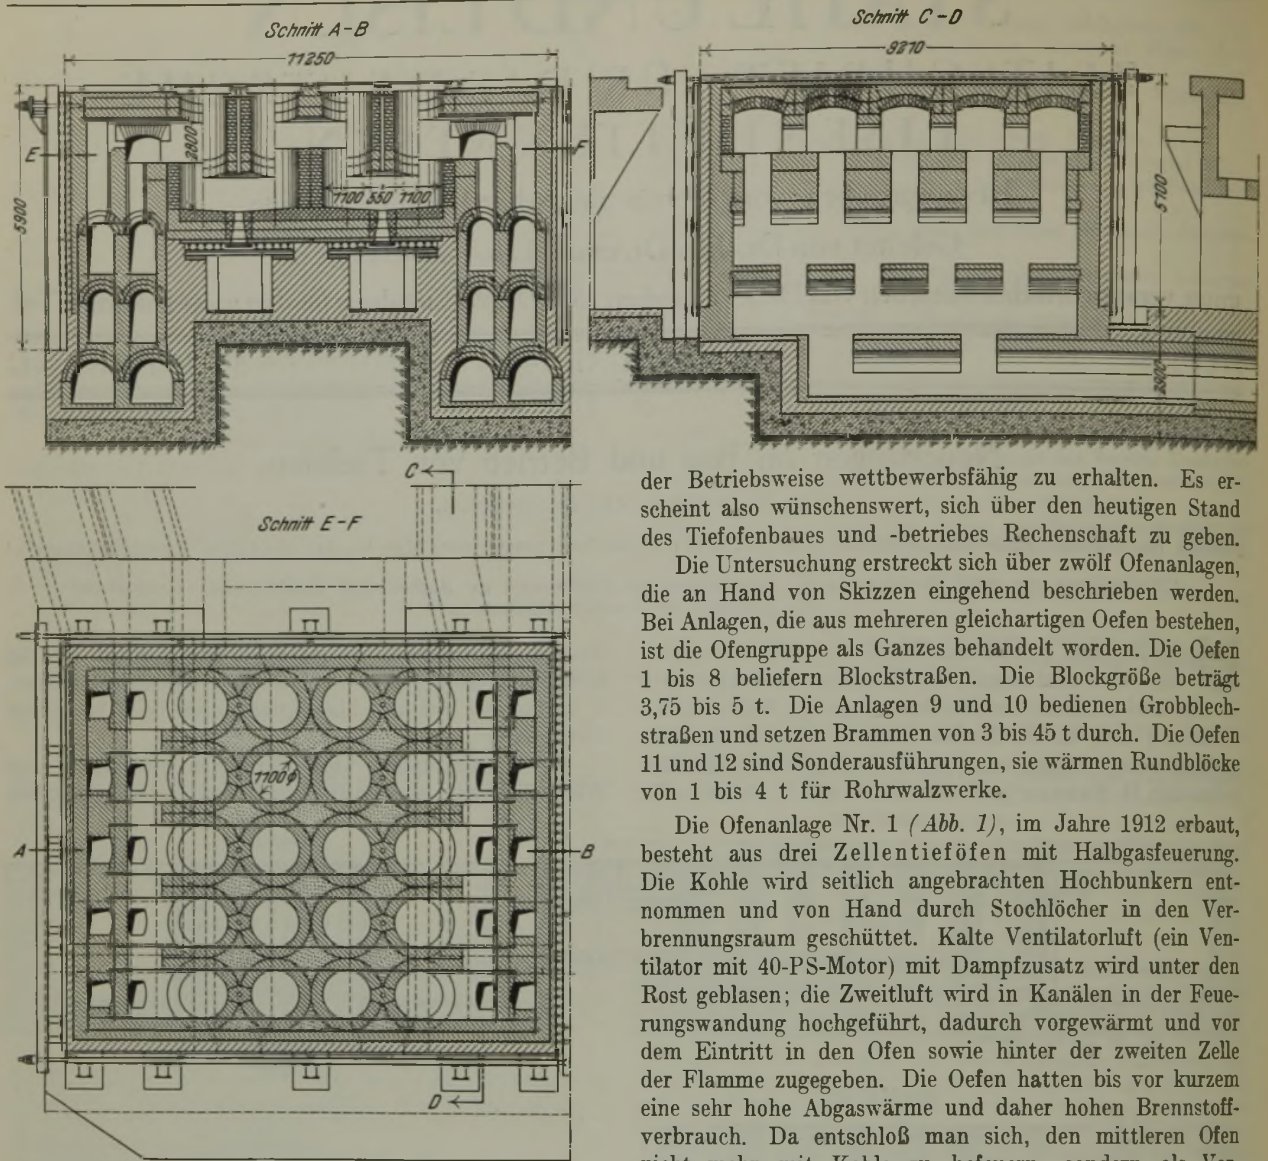 Schnitt A-B
11250
Schnitt C-D
9210
E
F
2800
5900
1100 550 1100
5700
C
Schnitt E-F
1100 ϕ
A
B
D
der Betriebsweise wettbewerbsfähig zu erhalten. Es er-
scheint also wünschenswert, sich über den heutigen Stand
des Tiefofenbaues und -betriebes Rechenschaft zu geben.
Die Untersuchung erstreckt sich über zwölf Ofenanlagen,
die an Hand von Skizzen eingehend beschrieben werden.
Bei Anlagen, die aus mehreren gleichartigen Oefen bestehen,
ist die Ofengruppe als Ganzes behandelt worden. Die Oefen
1 bis 8 beliefern Blockstraßen. Die Blockgröße beträgt
3,75 bis 5 t. Die Anlagen 9 und 10 bedienen Grobblech-
straßen und setzen Brammen von 3 bis 45 t durch. Die Oefen
11 und 12 sind Sonderausführungen, sie wärmen Rundblöcke
von 1 bis 4 t für Rohrwalzwerke.
Die Ofenanlage Nr. 1 (Abb. 1), im Jahre 1912 erbaut,
besteht aus drei Zellentieföfen mit Halbgasfeuerung.
Die Kohle wird seitlich angebrachten Hochbunkern ent-
nommen und von Hand durch Stochlöcher in den Ver-
brennungsraum geschüttet. Kalte Ventilatorluft (ein Ven-
tilator mit 40-PS-Motor) mit Dampfzusatz wird unter den
Rost geblasen; die Zweitluft wird in Kanälen in der Feue-
rungswandung hochgeführt, dadurch vorgewärmt und vor
dem Eintritt in den Ofen sowie hinter der zweiten Zelle
der Flamme zugegeben. Die Oefen hatten bis vor kurzem
eine sehr hohe Abgaswärme und daher hohen Brennstoff-
verbrauch. Da entschloß man sich, den mittleren Ofen